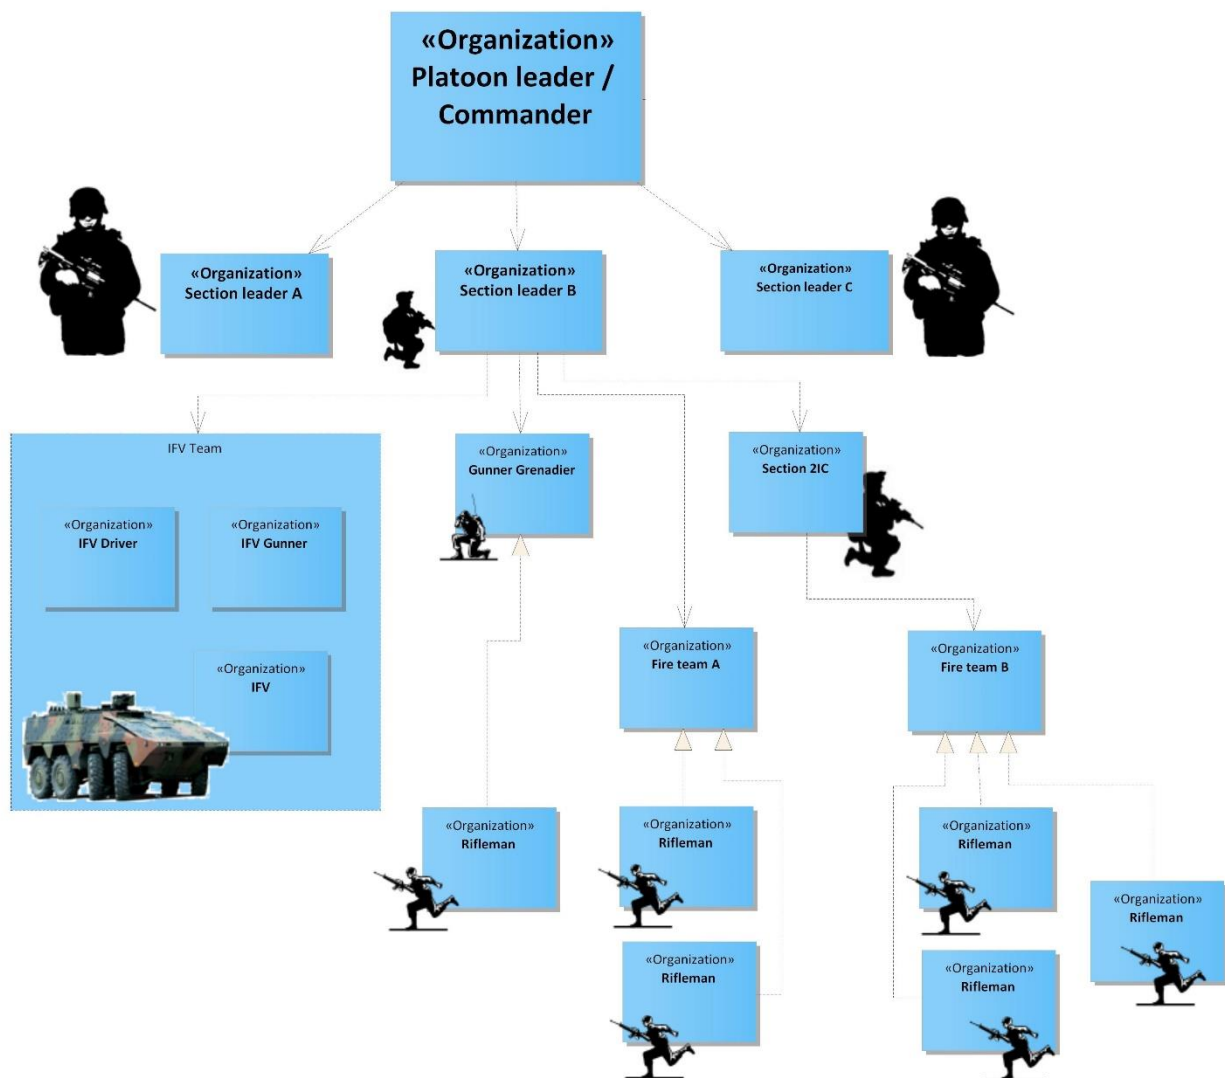 «Organization»
Platoon leader /
Commander
«Organization»
Section leader A
«Organization»
Section leader B
«Organization»
Section leader C
IFV Team
«Organization»
IFV Driver
«Organization»
IFV Gunner
«Organization»
IFV
«Organization»
Gunner Grenadier
«Organization»
Section 2IC
«Organization»
Fire team A
«Organization»
Fire team B
«Organization»
Rifleman
«Organization»
Rifleman
«Organization»
Rifleman
«Organization»
Rifleman
«Organization»
Rifleman
«Organization»
Rifleman